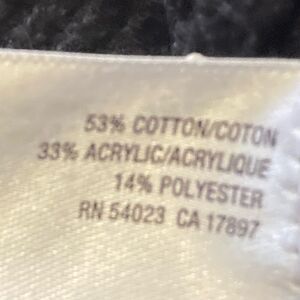 53% COTTON/COTON
33% ACRYLIC/ACRYLIQUE
14% POLYESTER
RN 54023 CA 17897